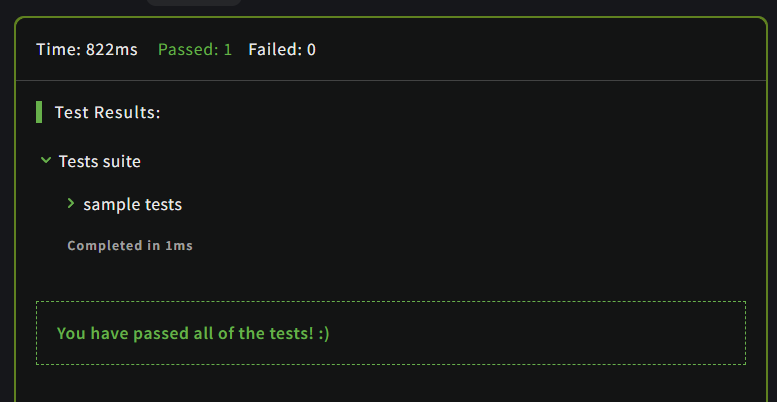 Time: 822ms Passed: 1 Failed: 0
Test Results:
Tests suite
sample tests
Completed in 1ms
You have passed all of the tests! :)